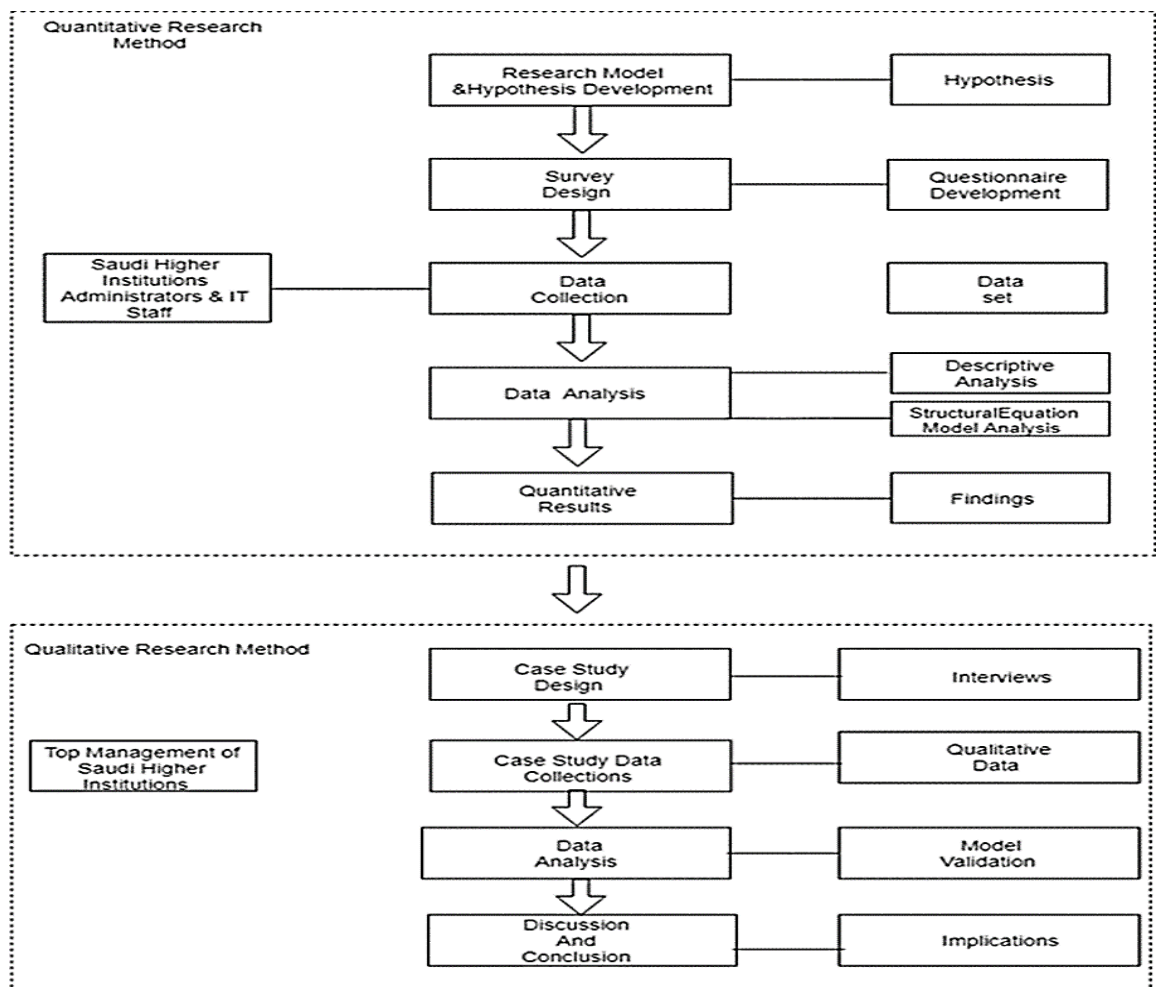 Quantitative Research
Method
Research Model
&Hypothesis Development
Hypothesis
Survey
Design
Questionnaire
Development
Saudi Higher
Institutions
Administrators & IT
Staff
Data
Collection
Data
set
Data Analysis
Descriptive
Analysis
StructuralEquation
Model Analysis
Quantitative
Results
Findings
Qualitative Research Method
Case Study
Design
Interviews
Top Management of
Saudi Higher
Institutions
Case Study Data
Collections
Qualitative
Data
Data
Analysis
Model
Validation
Discussion
And
Conclusion
Implications